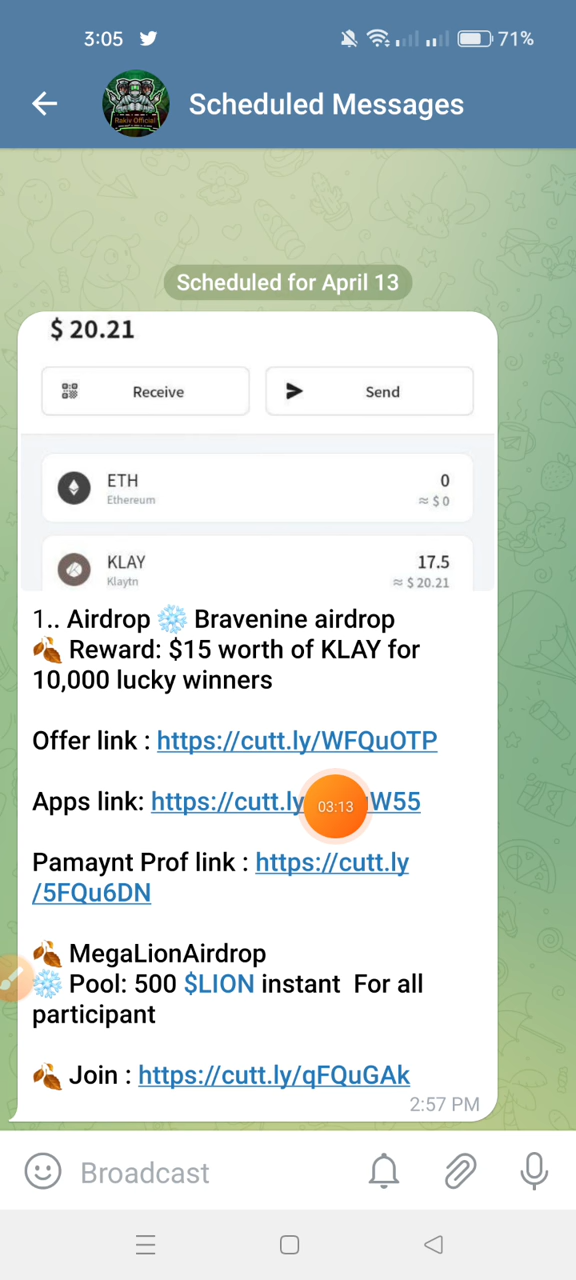 3:05 71%
Rakiv Official
Scheduled Messages
Scheduled for April 13
$ 20.21
Receive Send
ETH 0
Ethereum ≈ $ 0
KLAY 17.5
Klaytn ≈ $ 20.21
1.. Airdrop ❄️ Bravenine airdrop
🍂 Reward: $15 worth of KLAY for
10,000 lucky winners
Offer link : https://cutt.ly/WFQuOTP
Apps link: https://cutt.ly W55
03:13
Pamaynt Prof link : https://cutt.ly
/5FQu6DN
🍂 MegaLionAirdrop
❄️ Pool: 500 $LION instant For all
participant
🍂 Join : https://cutt.ly/qFQuGAk
2:57 PM
Broadcast